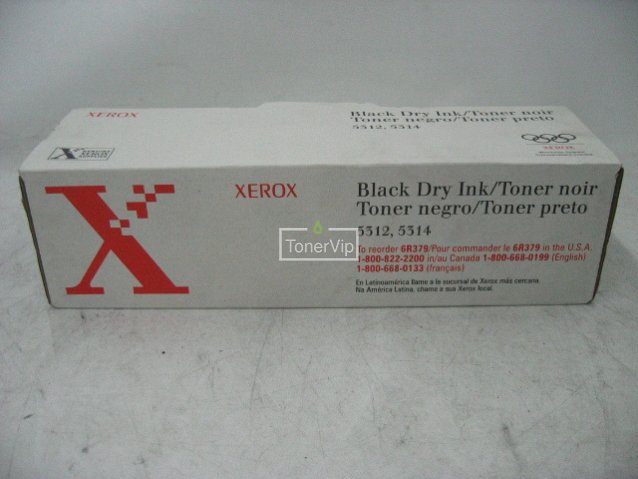 XEROX
Black Dry Ink/Toner noir
Toner negro/Toner preto
5312, 5314
XEROX
X
XEROX
Black Dry Ink/Toner noir
Toner negro/Toner preto
5312, 5314
To reorder 6R379/Pour commander le 6R379 in the U.S.A.
1-800-822-2200 in/au Canada 1-800-668-0199 (English)
1-800-668-0133 (français)
En Latinoamérica llame a la sucursal de Xerox más cercana.
Na América Latina, chame a sua Xerox local.
TonerVip